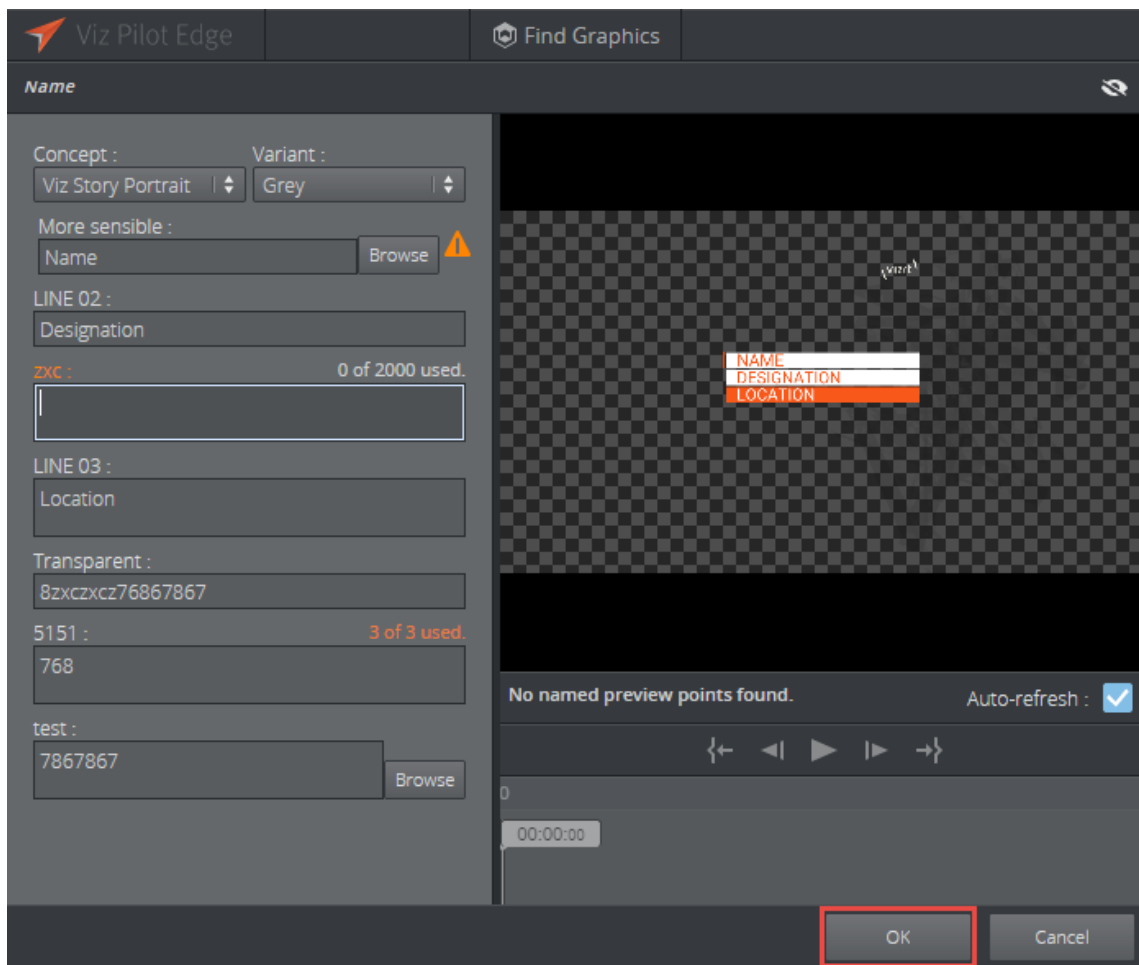 Viz Pilot Edge
Find Graphics
Name
Concept :
Variant :
Viz Story Portrait
Grey
More sensible :
Name
Browse
LINE 02 :
Designation
zxc :
0 of 2000 used.
LINE 03 :
Location
Transparent :
8zxczxcz76867867
5151 :
3 of 3 used.
768
test :
7867867
Browse
vizrt
NAME
DESIGNATION
LOCATION
No named preview points found.
Auto-refresh :
0
00:00:00
OK
Cancel